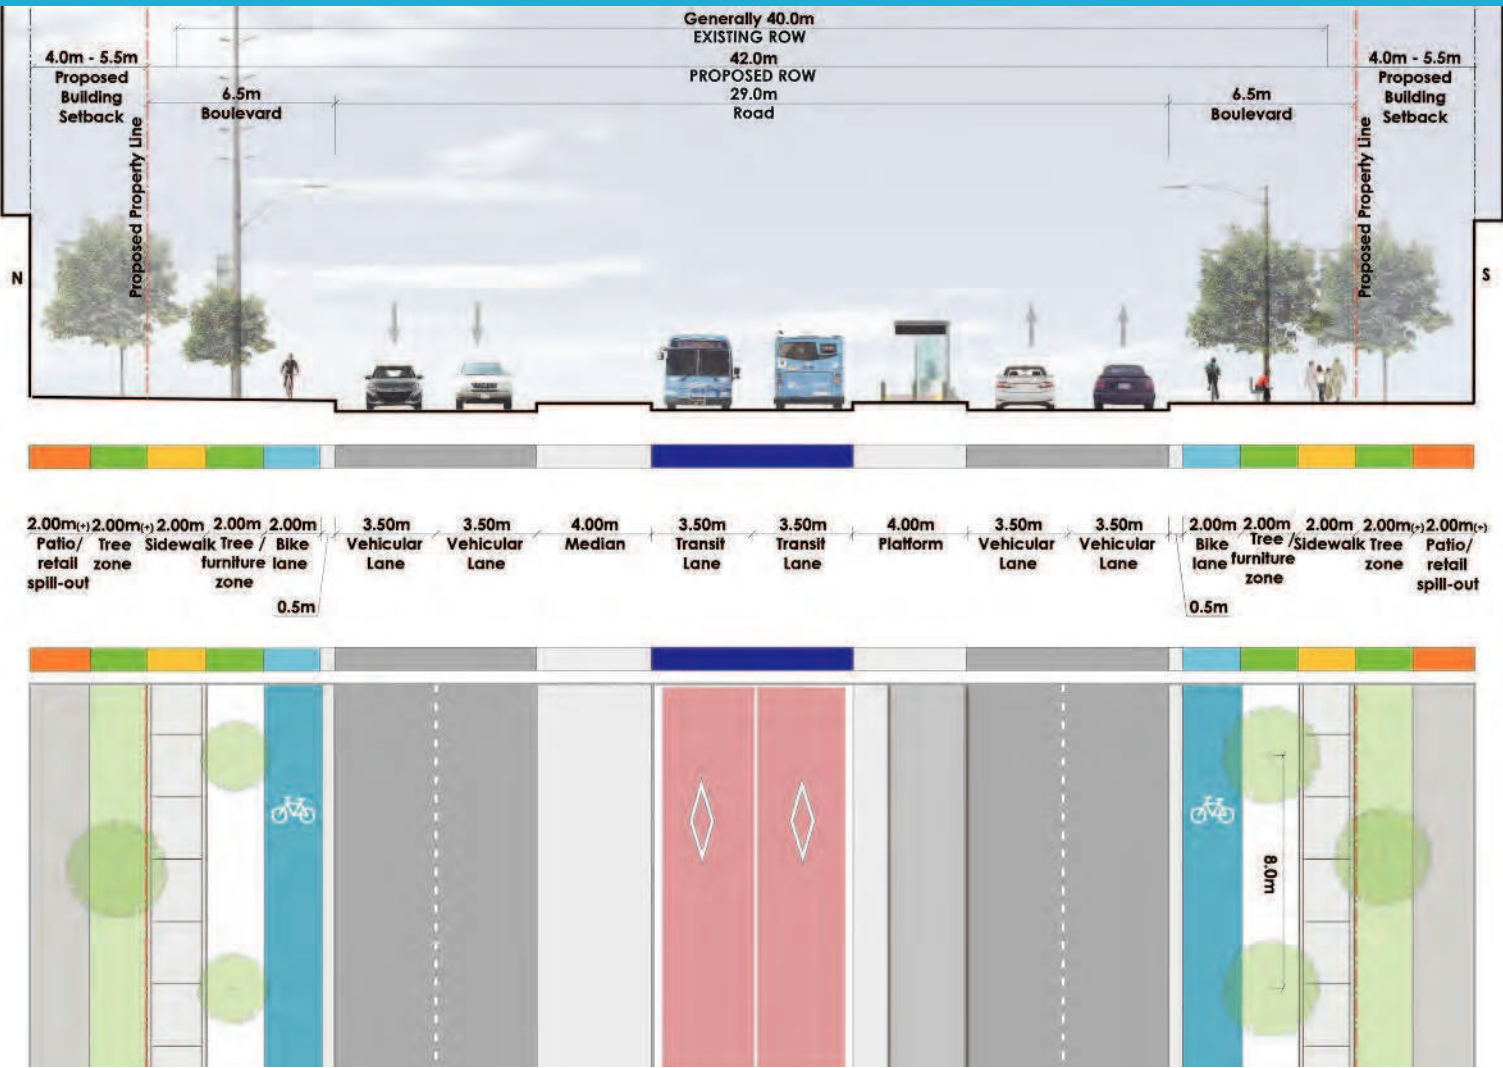 Generally 40.0m
EXISTING ROW
42.0m
PROPOSED ROW
29.0m
Road
4.0m - 5.5m
Proposed
Building
Setback
Proposed Property Line
6.5m
Boulevard
6.5m
Boulevard
Proposed Property Line
4.0m - 5.5m
Proposed
Building
Setback
N
S
2.00m(+)
Patio/
retail
spill-out
2.00m(+)
Tree
zone
2.00m
Sidewalk
2.00m
Tree /
furniture
zone
2.00m
Bike
lane
0.5m
3.50m
Vehicular
Lane
3.50m
Vehicular
Lane
4.00m
Median
3.50m
Transit
Lane
3.50m
Transit
Lane
4.00m
Platform
3.50m
Vehicular
Lane
3.50m
Vehicular
Lane
0.5m
2.00m
Bike
lane
2.00m
Tree /
furniture
zone
2.00m
Sidewalk
2.00m(+)
Tree
zone
2.00m(+)
Patio/
retail
spill-out
8.0m